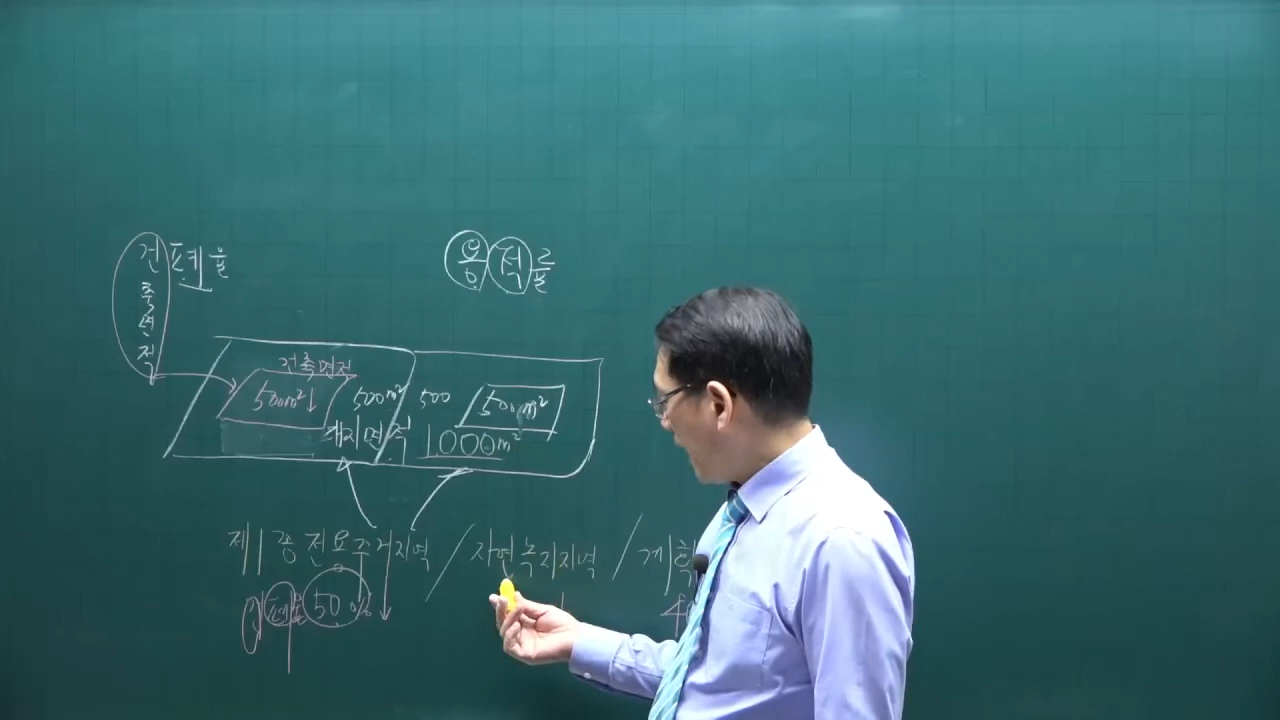 건폐율
건축면적
용적률
건축면적
500m²↓ 500m² 500 500m²
대지면적 1000m²
제1종전용주거지역 / 자연녹지지역 / 계획
50%